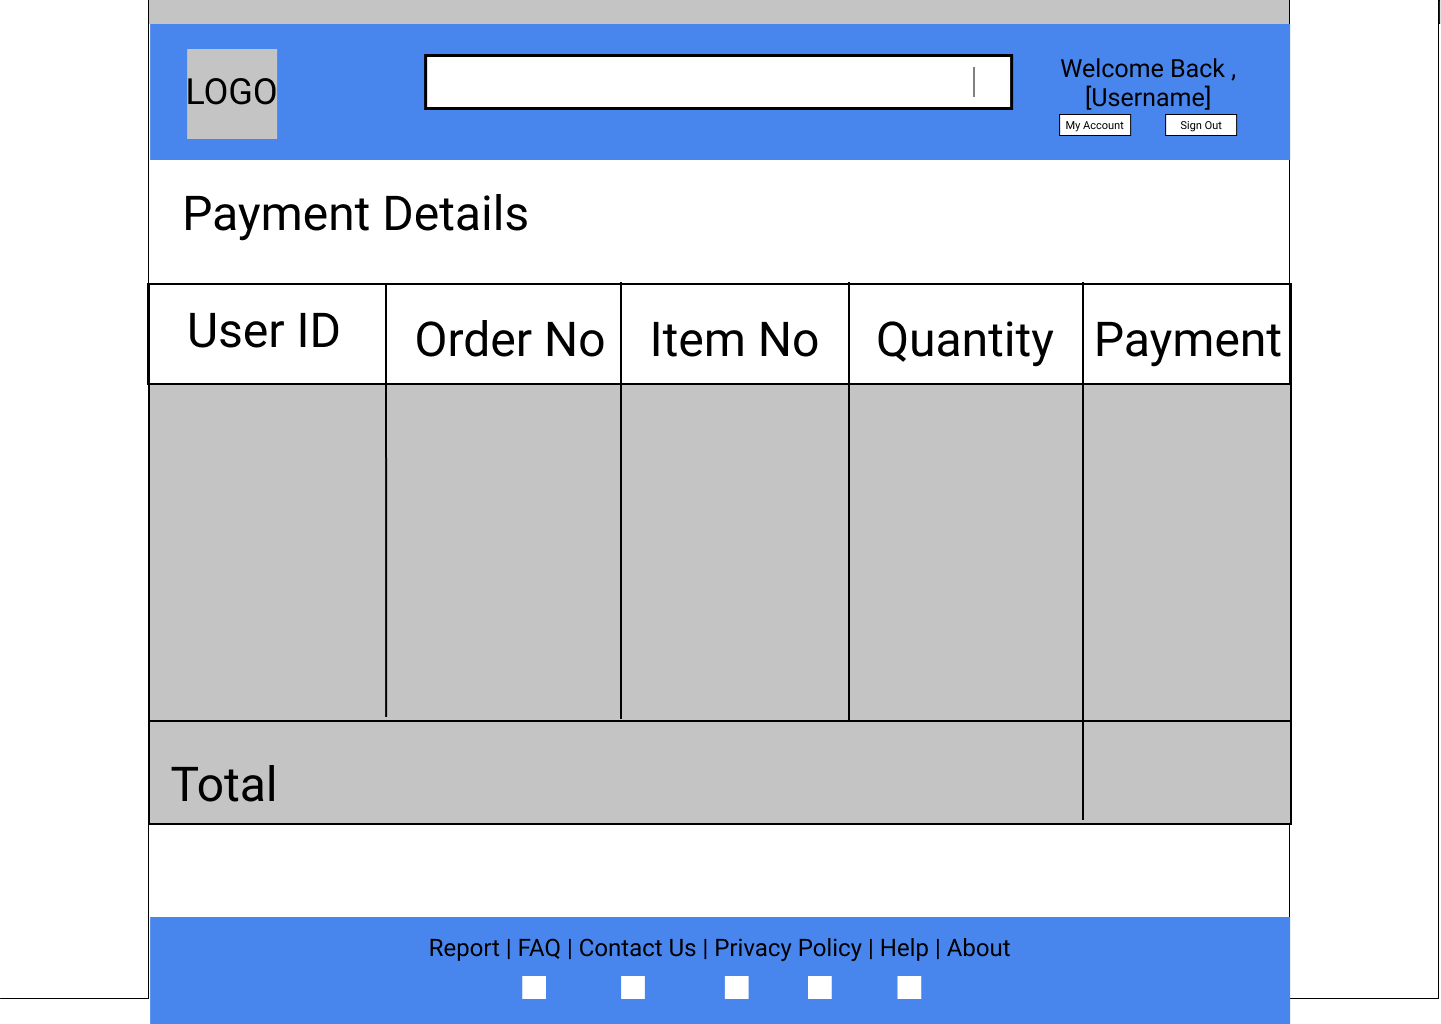 LOGO
Welcome Back ,
[Username]
My Account
Sign Out
Payment Details
User ID
Order No
Item No
Quantity
Payment
Total
Report | FAQ | Contact Us | Privacy Policy | Help | About